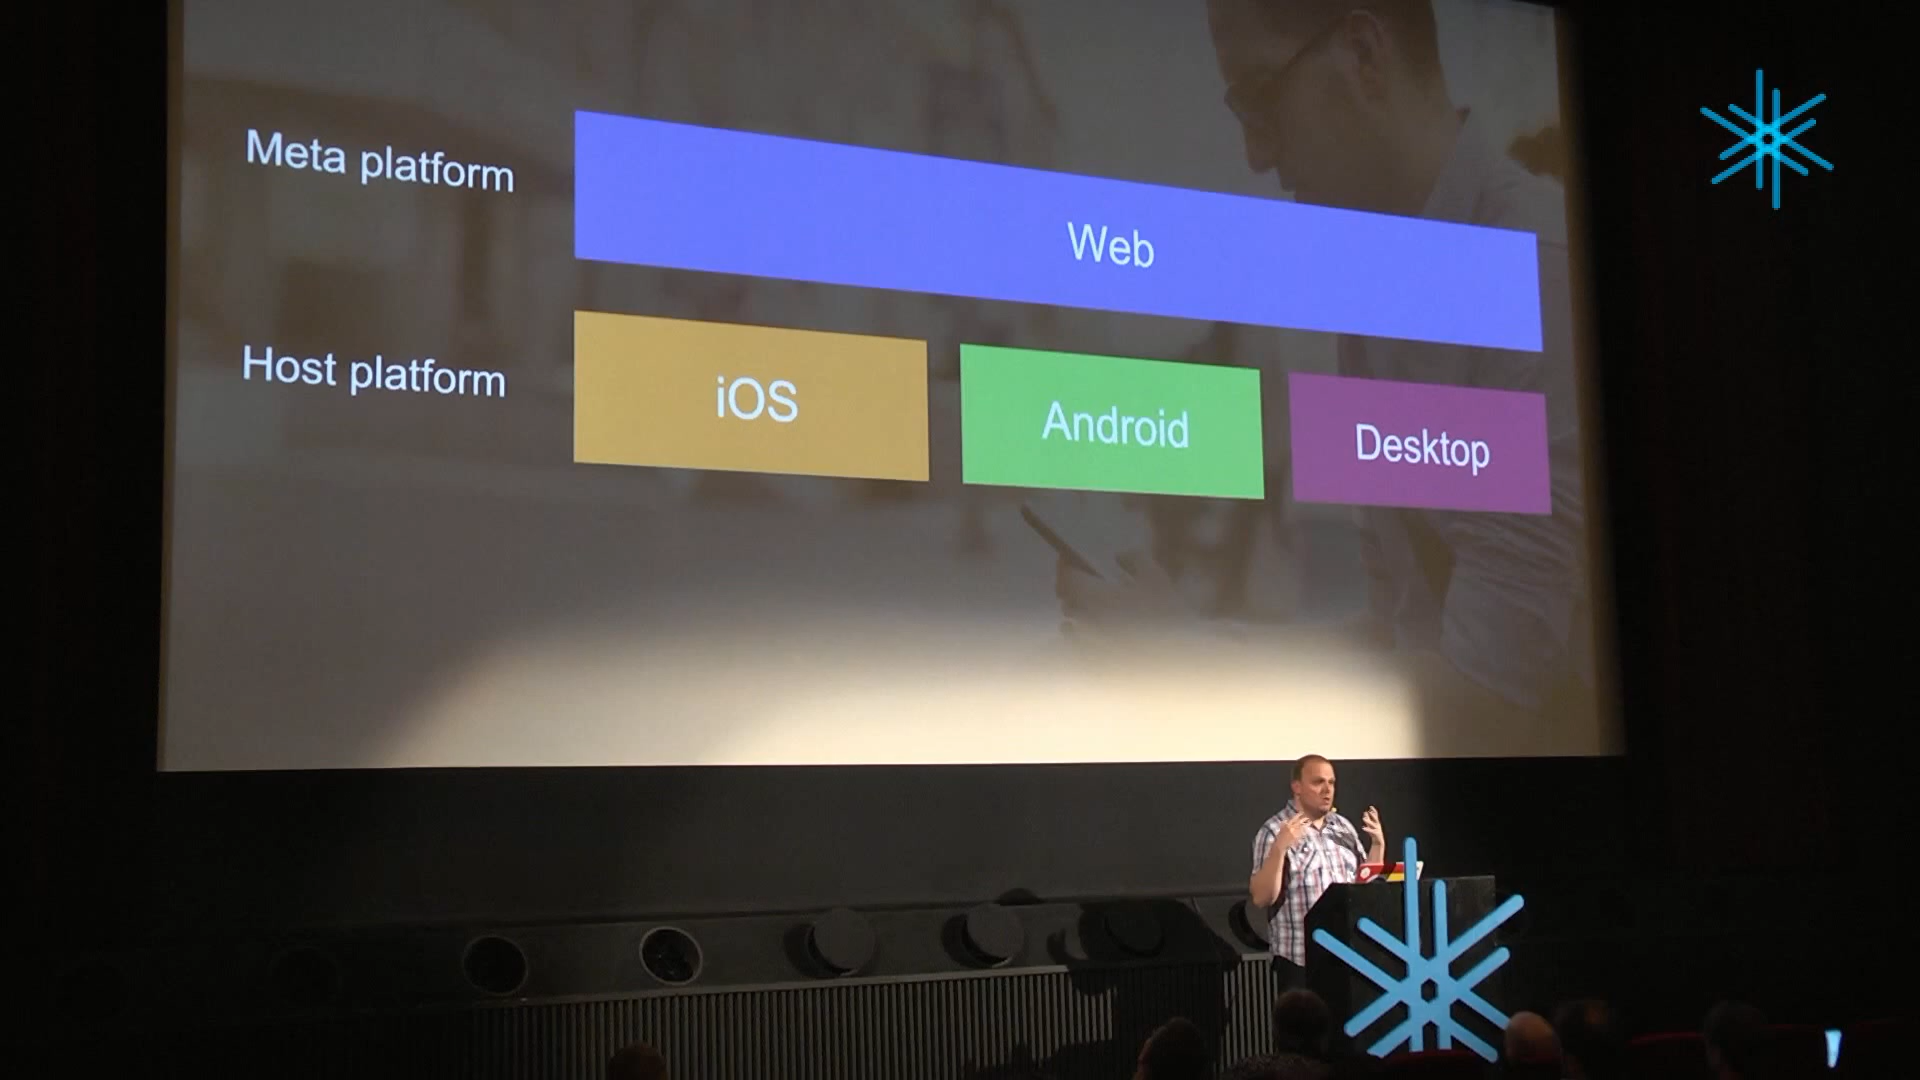 Meta platform
Web
Host platform
iOS
Android
Desktop